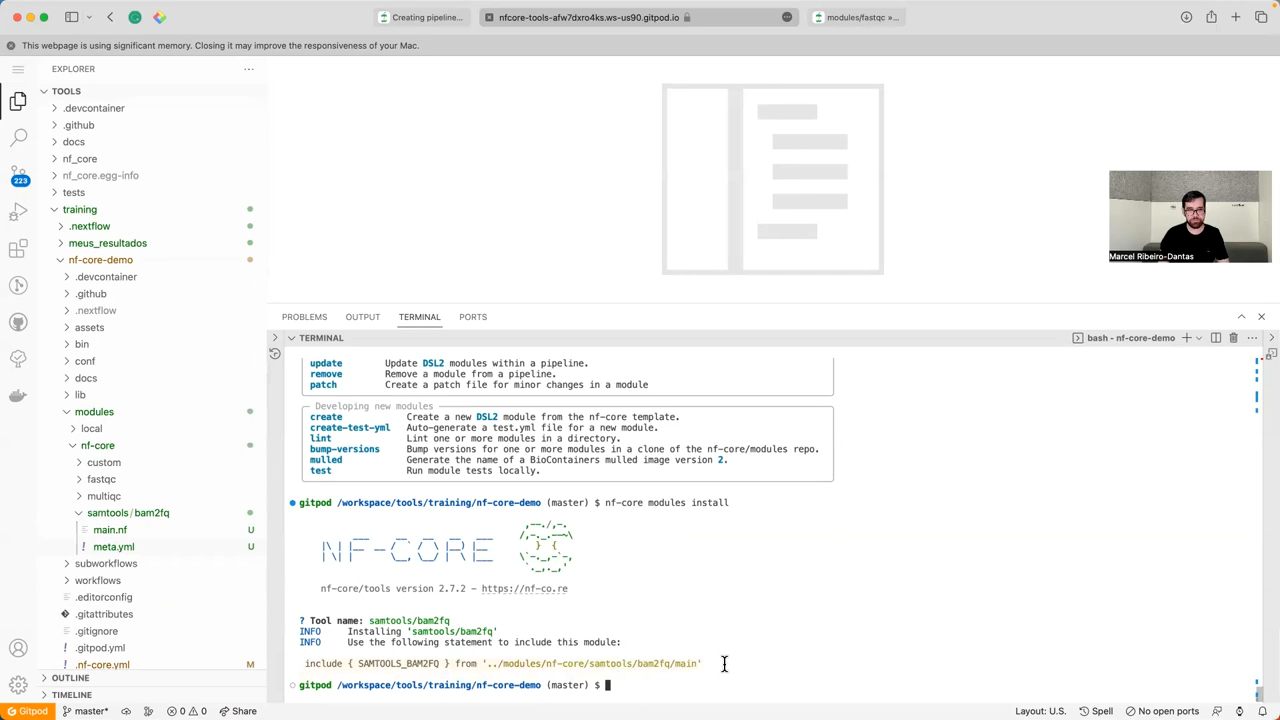 Creating pipeline...
nfcore-tools-afw7dxro4ks.ws-us90.gitpod.io
modules/fastqc »...
This webpage is using significant memory. Closing it may improve the responsiveness of your Mac.
EXPLORER
TOOLS
.devcontainer
.github
docs
nf_core
nf_core.egg-info
tests
training
.nextflow
meus_resultados
nf-core-demo
.devcontainer
.github
.nextflow
assets
bin
conf
docs
lib
modules
local
nf-core
custom
fastqc
multiqc
samtools/bam2fq
main.nf U
meta.yml U
subworkflows
workflows
.editorconfig
.gitattributes
.gitignore
.gitpod.yml
.nf-core.yml M
OUTLINE
TIMELINE
223
Marcel Ribeiro-Dantas
PROBLEMS OUTPUT TERMINAL PORTS
TERMINAL
bash - nf-core-demo
update Update DSL2 modules within a pipeline.
remove Remove a module from a pipeline.
patch Create a patch file for minor changes in a module
Developing new modules
create Create a new DSL2 module from the nf-core template.
create-test-yml Auto-generate a test.yml file for a new module.
lint Lint one or more modules in a directory.
bump-versions Bump versions for one or more modules in a clone of the nf-core/modules repo.
mulled Generate the name of a BioContainers mulled image version 2.
test Run module tests locally.
gitpod /workspace/tools/training/nf-core-demo (master) $ nf-core modules install
nf-core/tools version 2.7.2 - https://nf-co.re
? Tool name: samtools/bam2fq
INFO Installing 'samtools/bam2fq'
INFO Use the following statement to include this module:
include { SAMTOOLS_BAM2FQ } from '../modules/nf-core/samtools/bam2fq/main'
gitpod /workspace/tools/training/nf-core-demo (master) $
Gitpod master* 0 0 Share Layout: U.S. Spell No open ports